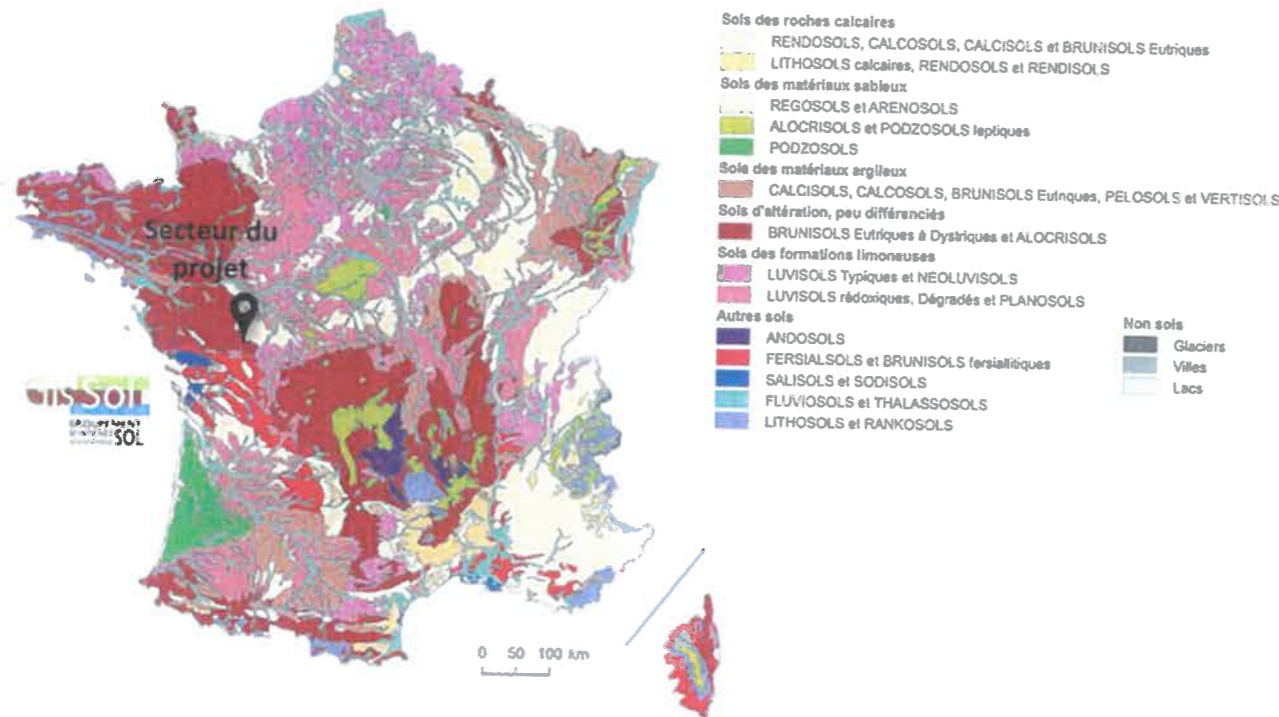 Secteur du
projet
SOL
0 50 100 km
Sols des roches calcaires
RENDOSOLS, CALCOSOLS, CALCISOLS et BRUNISOLS Eutriques
LITHOSOLS calcaires, RENDOSOLS et RENDISOLS
Sols des matériaux sableux
REGOSOLS et ARENOSOLS
ALOCRISOLS et PODZOSOLS leptiques
PODZOSOLS
Sols des matériaux argileux
CALCISOLS, CALCOSOLS, BRUNISOLS Eutriques, PELOSOLS et VERTISOLS
Sols d'altération, peu différenciés
BRUNISOLS Eutriques à Dystriques et ALOCRISOLS
Sols des formations limoneuses
LUVISOLS Typiques et NEOLUVISOLS
LUVISOLS rédoxiques, Dégradés et PLANOSOLS
Autres sols
ANDOSOLS
FERSIALSOLS et BRUNISOLS fersiallitiques
SALISOLS et SODISOLS
FLUVIOSOLS et THALASSOSOLS
LITHOSOLS et RANKOSOLS
Non sols
Glaciers
Villes
Lacs